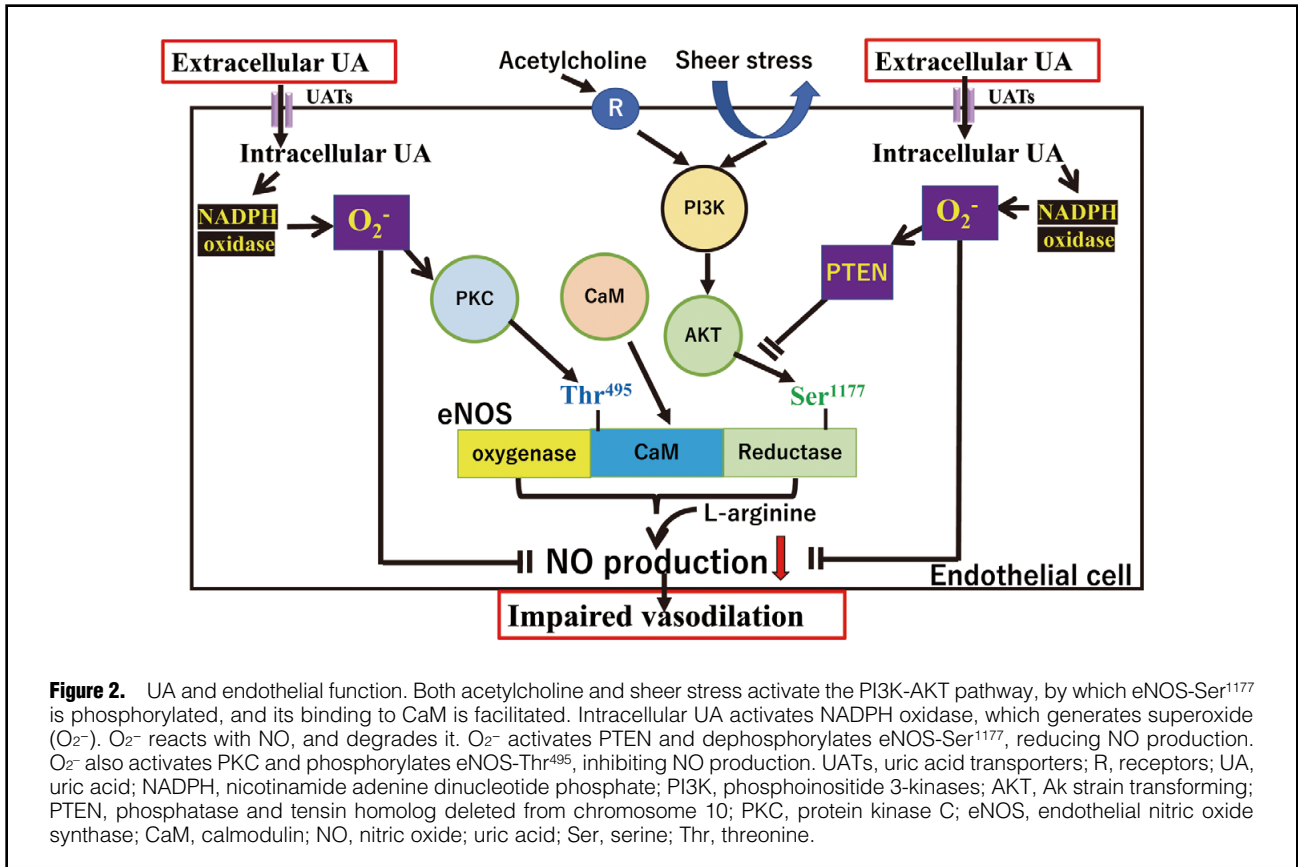 Extracellular UA
UATs
Intracellular UA
NADPH
oxidase
O₂⁻
PKC
CaM
Acetylcholine
R
Sheer stress
PI3K
AKT
Extracellular UA
UATs
Intracellular UA
O₂⁻
NADPH
oxidase
PTEN
Thr⁴⁹⁵
Ser¹¹⁷⁷
eNOS
oxygenase
CaM
Reductase
L-arginine
NO production
Endothelial cell
Impaired vasodilation
Figure 2. UA and endothelial function. Both acetylcholine and sheer stress activate the PI3K-AKT pathway, by which eNOS-Ser¹¹⁷⁷
is phosphorylated, and its binding to CaM is facilitated. Intracellular UA activates NADPH oxidase, which generates superoxide
(O₂⁻). O₂⁻ reacts with NO, and degrades it. O₂⁻ activates PTEN and dephosphorylates eNOS-Ser¹¹⁷⁷, reducing NO production.
O₂⁻ also activates PKC and phosphorylates eNOS-Thr⁴⁹⁵, inhibiting NO production. UATs, uric acid transporters; R, receptors; UA,
uric acid; NADPH, nicotinamide adenine dinucleotide phosphate; PI3K, phosphoinositide 3-kinases; AKT, Ak strain transforming;
PTEN, phosphatase and tensin homolog deleted from chromosome 10; PKC, protein kinase C; eNOS, endothelial nitric oxide
synthase; CaM, calmodulin; NO, nitric oxide; uric acid; Ser, serine; Thr, threonine.